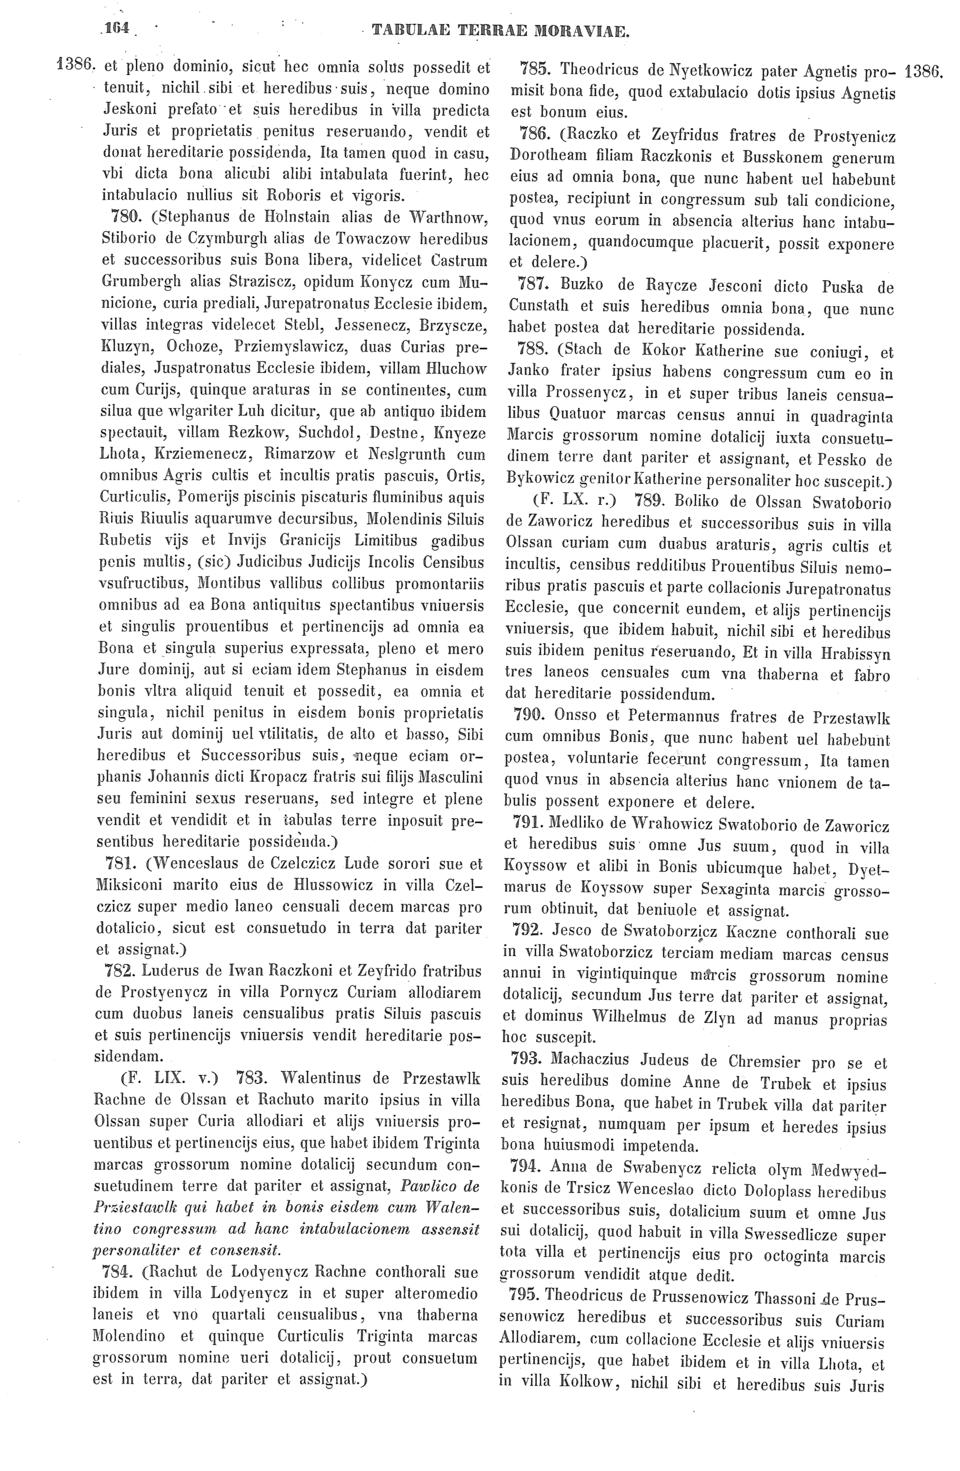 164
TABULAE TERRAE MORAVIAE.
1386. et pleno dominio, sicut hec omnia solus possedit et
tenuit, nichil sibi et heredibus suis, neque domino
Jeskoni prefato et suis heredibus in villa predicta
Juris et proprietatis penitus reseruando, vendit et
donat hereditarie possidenda, Ita tamen quod in casu,
vbi dicta bona alicubi alibi intabulata fuerint, hec
intabulacio nullius sit Roboris et vigoris.
780. (Stephanus de Holnstain alias de Warthnow,
Stiborio de Czymburgh alias de Towaczow heredibus
et successoribus suis Bona libera, videlicet Castrum
Grumbergh alias Straziscz, opidum Konycz cum Mu-
nicione, curia prediali, Jurepatronatus Ecclesie ibidem,
villas integras videlecet Stebl, Jessenecz, Brzyscze,
Kluzyn, Ochoze, Prziemyslawicz, duas Curias pre-
diales, Juspatronatus Ecclesie ibidem, villam Hluchow
cum Curijs, quinque araturas in se continentes, cum
silua que wlgariter Luh dicitur, que ab antiquo ibidem
spectauit, villam Rezkow, Suchdol, Destne, Knyeze
Lhota, Krziemenecz, Rimarzow et Neslgrunth cum
omnibus Agris cultis et incultis pratis pascuis, Ortis,
Curticulis, Pomerijs piscinis piscaturis fluminibus aquis
Riuis Riuulis aquarumve decursibus, Molendinis Siluis
Rubetis vijs et Invijs Granicijs Limitibus gadibus
penis multis, (sic) Judicibus Judicijs Incolis Censibus
vsufructibus, Montibus vallibus collibus promontariis
omnibus ad ea Bona antiquitus spectantibus vniuersis
et singulis prouentibus et pertinencijs ad omnia ea
Bona et singula superius expressata, pleno et mero
Jure dominij, aut si eciam idem Stephanus in eisdem
bonis vltra aliquid tenuit et possedit, ea omnia et
singula, nichil penitus in eisdem bonis proprietatis
Juris aut dominij uel vtilitatis, de alto et basso, Sibi
heredibus et Successoribus suis, neque eciam or-
phanis Johannis dicti Kropacz fratris sui filijs Masculini
seu feminini sexus reseruans, sed integre et plene
vendit et vendidit et in tabulas terre inposuit pre-
sentibus hereditarie possidenda.)
781. (Wenceslaus de Czelczicz Lude sorori sue et
Miksiconi marito eius de Hlussowicz in villa Czel-
czicz super medio laneo censuali decem marcas pro
dotalicio, sicut est consuetudo in terra dat pariter
et assignat.)
782. Luderus de Iwan Raczkoni et Zeyfrido fratribus
de Prostyenycz in villa Pornycz Curiam allodiarem
cum duobus laneis censualibus pratis Siluis pascuis
et suis pertinencijs vniuersis vendit hereditarie pos-
sidendam.
(F. LIX. v.) 783. Walentinus de Przestawlk
Rachne de Olssan et Rachuto marito ipsius in villa
Olssan super Curia allodiari et alijs vniuersis pro-
uentibus et pertinencijs eius, que habet ibidem Triginta
marcas grossorum nomine dotalicij secundum con-
suetudinem terre dat pariter et assignat, Pawlico de
Prziestawlk qui habet in bonis eisdem cum Walen-
tino congressum ad hanc intabulacionem assensit
personaliter et consensit.
784. (Rachut de Lodyenycz Rachne conthorali sue
ibidem in villa Lodyenycz in et super alteromedio
laneis et vno quartali censualibus, vna thaberna
Molendino et quinque Curticulis Triginta marcas
grossorum nomine ueri dotalicij, prout consuetum
est in terra, dat pariter et assignat.)
785. Theodricus de Nyetkowicz pater Agnetis pro- 1386.
misit bona fide, quod extabulacio dotis ipsius Agnetis
est bonum eius.
786. (Raczko et Zeyfridus fratres de Prostyenicz
Dorotheam filiam Raczkonis et Busskonem generum
eius ad omnia bona, que nunc habent uel habebunt
postea, recipiunt in congressum sub tali condicione,
quod vnus eorum in absencia alterius hanc intabu-
lacionem, quandocumque placuerit, possit exponere
et delere.)
787. Buzko de Raycze Jesconi dicto Puska de
Cunstath et suis heredibus omnia bona, que nunc
habet postea dat hereditarie possidenda.
788. (Stach de Kokor Katherine sue coniugi, et
Janko frater ipsius habens congressum cum eo in
villa Prossenycz, in et super tribus laneis censua-
libus Quatuor marcas census annui in quadraginta
Marcis grossorum nomine dotalicij iuxta consuetu-
dinem terre dant pariter et assignant, et Pessko de
Bykowicz genitor Katherine personaliter hoc suscepit.)
(F. LX. r.) 789. Boliko de Olssan Swatoborio
de Zaworicz heredibus et successoribus suis in villa
Olssan curiam cum duabus araturis, agris cultis et
incultis, censibus redditibus Prouentibus Siluis nemo-
ribus pratis pascuis et parte collacionis Jurepatronatus
Ecclesie, que concernit eundem, et alijs pertinencijs
vniuersis, que ibidem habuit, nichil sibi et heredibus
suis ibidem penitus reseruando, Et in villa Hrabissyn
tres laneos censuales cum vna thaberna et fabro
dat hereditarie possidendum.
790. Onsso et Petermannus fratres de Przestawlk
cum omnibus Bonis, que nunc habent uel habebunt
postea, voluntarie fecerunt congressum, Ita tamen
quod vnus in absencia alterius hanc vnionem de ta-
bulis possent exponere et delere.
791. Medliko de Wrahowicz Swatoborio de Zaworicz
et heredibus suis omne Jus suum, quod in villa
Koyssow et alibi in Bonis ubicumque habet, Dyet-
marus de Koyssow super Sexaginta marcis grosso-
rum obtinuit, dat beniuole et assignat.
792. Jesco de Swatoborzicz Kaczne conthorali sue
in villa Swatoborzicz terciam mediam marcas census
annui in vigintiquinque marcis grossorum nomine
dotalicij, secundum Jus terre dat pariter et assignat,
et dominus Wilhelmus de Zlyn ad manus proprias
hoc suscepit.
793. Machaczius Judeus de Chremsier pro se et
suis heredibus domine Anne de Trubek et ipsius
heredibus Bona, que habet in Trubek villa dat pariter
et resignat, numquam per ipsum et heredes ipsius
bona huiusmodi impetenda.
794. Anna de Swabenycz relicta olym Medwyed-
konis de Trsicz Wenceslao dicto Doloplass heredibus
et successoribus suis, dotalicium suum et omne Jus
sui dotalicij, quod habuit in villa Swessedlicze super
tota villa et pertinencijs eius pro octoginta marcis
grossorum vendidit atque dedit.
795. Theodricus de Prussenowicz Thassoni de Prus-
senowicz heredibus et successoribus suis Curiam
Allodiarem, cum collacione Ecclesie et alijs vniuersis
pertinencijs, que habet ibidem et in villa Lhota, et
in villa Kolkow, nichil sibi et heredibus suis Juris